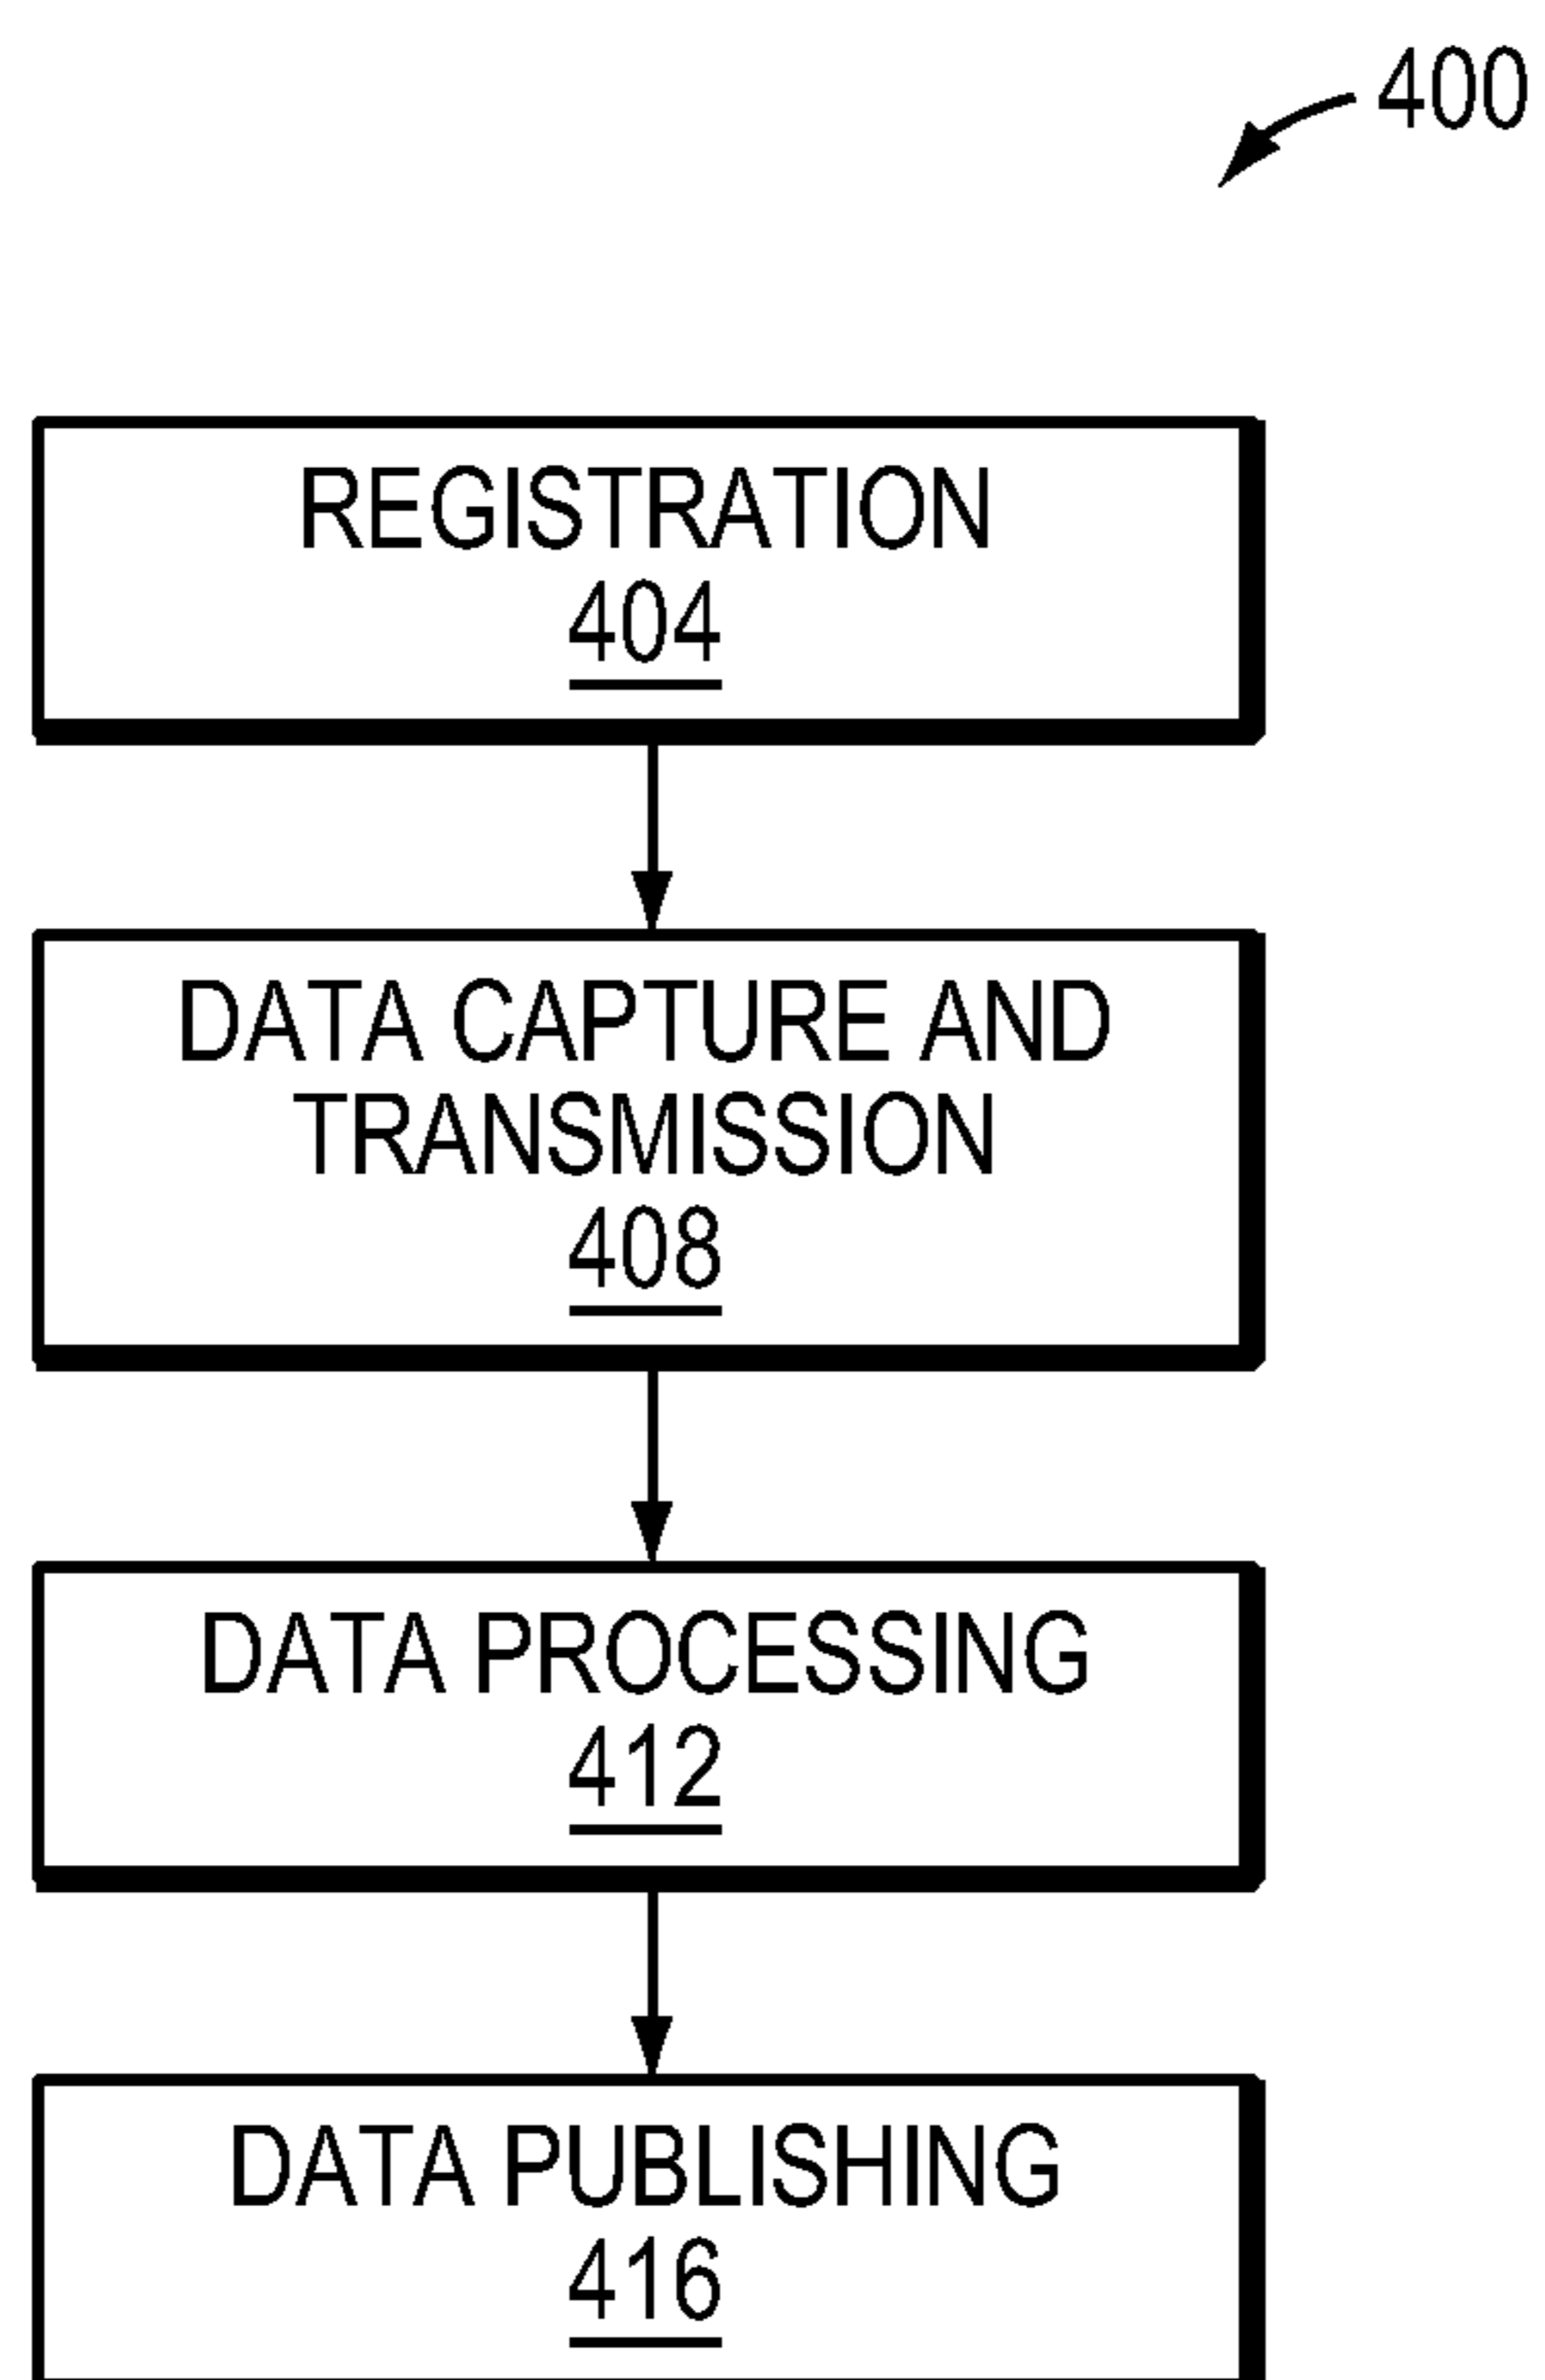 400
REGISTRATION
404
DATA CAPTURE AND
TRANSMISSION
408
DATA PROCESSING
412
DATA PUBLISHING
416